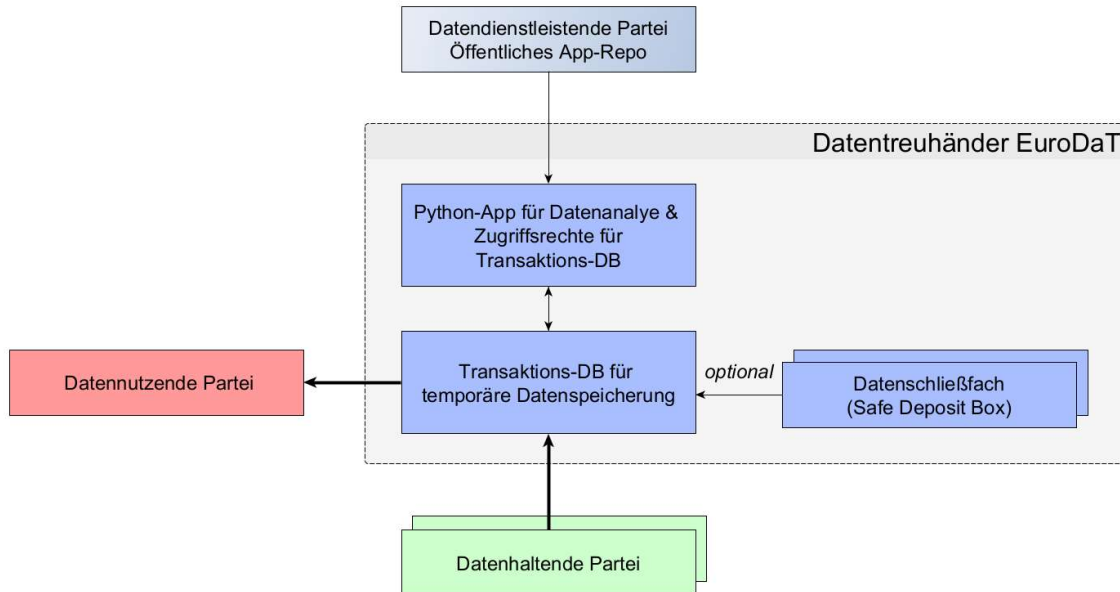 Datendienstleistende Partei
Öffentliches App-Repo
Datentreuhänder EuroDaT
Python-App für Datenanalye &
Zugriffsrechte für
Transaktions-DB
Datennutzende Partei
Transaktions-DB für
temporäre Datenspeicherung
optional
Datenschließfach
(Safe Deposit Box)
Datenhaltende Partei